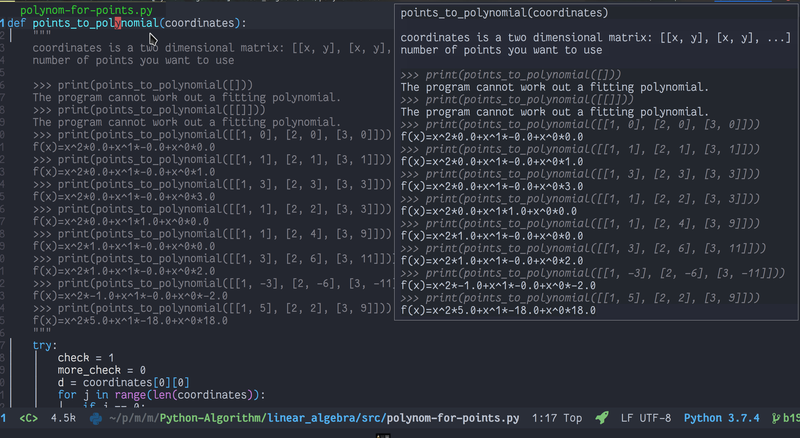 polynom-for-points.py
1 def points_to_polynomial(coordinates):
"""
coordinates is a two dimensional matrix: [[x, y], [x, y],
number of points you want to use
>>> print(points_to_polynomial([]))
The program cannot work out a fitting polynomial.
>>> print(points_to_polynomial([[]]))
The program cannot work out a fitting polynomial.
>>> print(points_to_polynomial([[1, 0], [2, 0], [3, 0]]))
f(x)=x^2*0.0+x^1*-0.0+x^0*0.0
>>> print(points_to_polynomial([[1, 1], [2, 1], [3, 1]]))
f(x)=x^2*0.0+x^1*-0.0+x^0*1.0
>>> print(points_to_polynomial([[1, 3], [2, 3], [3, 3]]))
f(x)=x^2*0.0+x^1*-0.0+x^0*3.0
>>> print(points_to_polynomial([[1, 1], [2, 2], [3, 3]]))
f(x)=x^2*0.0+x^1*1.0+x^0*0.0
>>> print(points_to_polynomial([[1, 1], [2, 4], [3, 9]]))
f(x)=x^2*1.0+x^1*-0.0+x^0*0.0
>>> print(points_to_polynomial([[1, 3], [2, 6], [3, 11]]))
f(x)=x^2*1.0+x^1*-0.0+x^0*2.0
>>> print(points_to_polynomial([[1, -3], [2, -6], [3, -11
f(x)=x^2*-1.0+x^1*-0.0+x^0*-2.0
>>> print(points_to_polynomial([[1, 5], [2, 2], [3, 9]]))
f(x)=x^2*5.0+x^1*-18.0+x^0*18.0
"""
try:
check = 1
more_check = 0
d = coordinates[0][0]
for j in range(len(coordinates)):
if j == 0:
points_to_polynomial(coordinates)
coordinates is a two dimensional matrix: [[x, y], [x, y], ...]
number of points you want to use
>>> print(points_to_polynomial([]))
The program cannot work out a fitting polynomial.
>>> print(points_to_polynomial([[]]))
The program cannot work out a fitting polynomial.
>>> print(points_to_polynomial([[1, 0], [2, 0], [3, 0]]))
f(x)=x^2*0.0+x^1*-0.0+x^0*0.0
>>> print(points_to_polynomial([[1, 1], [2, 1], [3, 1]]))
f(x)=x^2*0.0+x^1*-0.0+x^0*1.0
>>> print(points_to_polynomial([[1, 3], [2, 3], [3, 3]]))
f(x)=x^2*0.0+x^1*-0.0+x^0*3.0
>>> print(points_to_polynomial([[1, 1], [2, 2], [3, 3]]))
f(x)=x^2*0.0+x^1*1.0+x^0*0.0
>>> print(points_to_polynomial([[1, 1], [2, 4], [3, 9]]))
f(x)=x^2*1.0+x^1*-0.0+x^0*0.0
>>> print(points_to_polynomial([[1, 3], [2, 6], [3, 11]]))
f(x)=x^2*1.0+x^1*-0.0+x^0*2.0
>>> print(points_to_polynomial([[1, -3], [2, -6], [3, -11]]))
f(x)=x^2*-1.0+x^1*-0.0+x^0*-2.0
>>> print(points_to_polynomial([[1, 5], [2, 2], [3, 9]]))
f(x)=x^2*5.0+x^1*-18.0+x^0*18.0
1 <C> 4.5k ~/p/m/m/Python-Algorithm/linear_algebra/src/polynom-for-points.py 1:17 Top LF UTF-8 Python 3.7.4